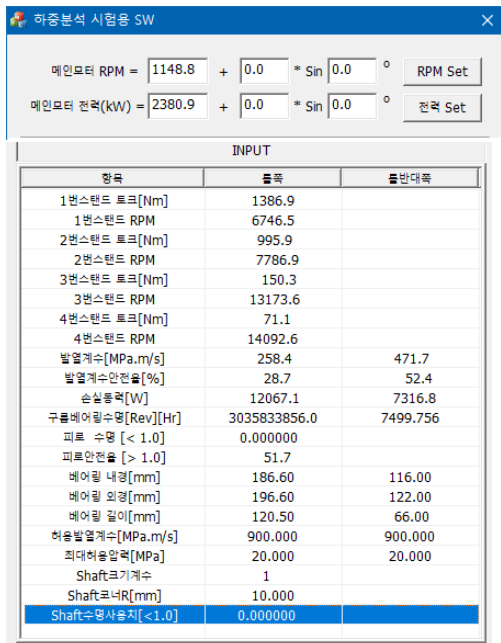 하중분석 시험용 SW
메인모터 RPM = 1148.8 + 0.0 * Sin 0.0 o RPM Set
메인모터 전력(kW) = 2380.9 + 0.0 * Sin 0.0 o 전력 Set
INPUT
항목 롤쪽 롤반대쪽
1번스탠드 토크[Nm] 1386.9
1번스탠드 RPM 6746.5
2번스탠드 토크[Nm] 995.9
2번스탠드 RPM 7786.9
3번스탠드 토크[Nm] 150.3
3번스탠드 RPM 13173.6
4번스탠드 토크[Nm] 71.1
4번스탠드 RPM 14092.6
발열계수[MPa.m/s] 258.4 471.7
발열계수안전율[%] 28.7 52.4
손실동력[W] 12067.1 7316.8
구름베어링수명[Rev][Hr] 3035833856.0 7499.756
피로 수명 [< 1.0] 0.000000
피로안전율 [> 1.0] 51.7
베어링 내경[mm] 186.60 116.00
베어링 외경[mm] 196.60 122.00
베어링 길이[mm] 120.50 66.00
허용발열계수[MPa.m/s] 900.000 900.000
최대허용압력[MPa] 20.000 20.000
Shaft크기계수 1
Shaft코너R[mm] 10.000
Shaft수명사용치[<1.0] 0.000000